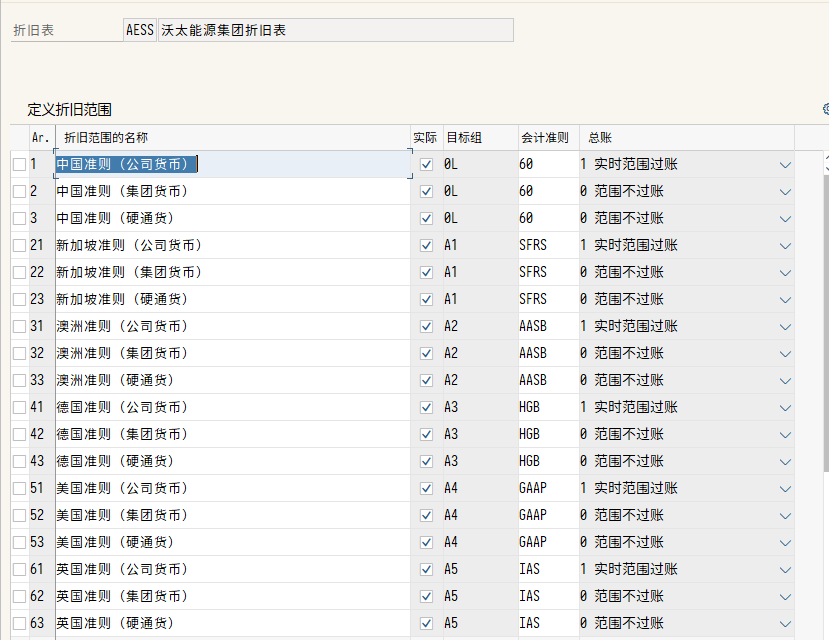 折旧表 AESS 沃太能源集团折旧表
定义折旧范围
Ar. 折旧范围的名称 实际 目标组 会计准则 总账
1 中国准则（公司货币） 0L 60 1 实时范围过账
2 中国准则（集团货币） 0L 60 0 范围不过账
3 中国准则（硬通货） 0L 60 0 范围不过账
21 新加坡准则（公司货币） A1 SFRS 1 实时范围过账
22 新加坡准则（集团货币） A1 SFRS 0 范围不过账
23 新加坡准则（硬通货） A1 SFRS 0 范围不过账
31 澳洲准则（公司货币） A2 AASB 1 实时范围过账
32 澳洲准则（集团货币） A2 AASB 0 范围不过账
33 澳洲准则（硬通货） A2 AASB 0 范围不过账
41 德国准则（公司货币） A3 HGB 1 实时范围过账
42 德国准则（集团货币） A3 HGB 0 范围不过账
43 德国准则（硬通货） A3 HGB 0 范围不过账
51 美国准则（公司货币） A4 GAAP 1 实时范围过账
52 美国准则（集团货币） A4 GAAP 0 范围不过账
53 美国准则（硬通货） A4 GAAP 0 范围不过账
61 英国准则（公司货币） A5 IAS 1 实时范围过账
62 英国准则（集团货币） A5 IAS 0 范围不过账
63 英国准则（硬通货） A5 IAS 0 范围不过账